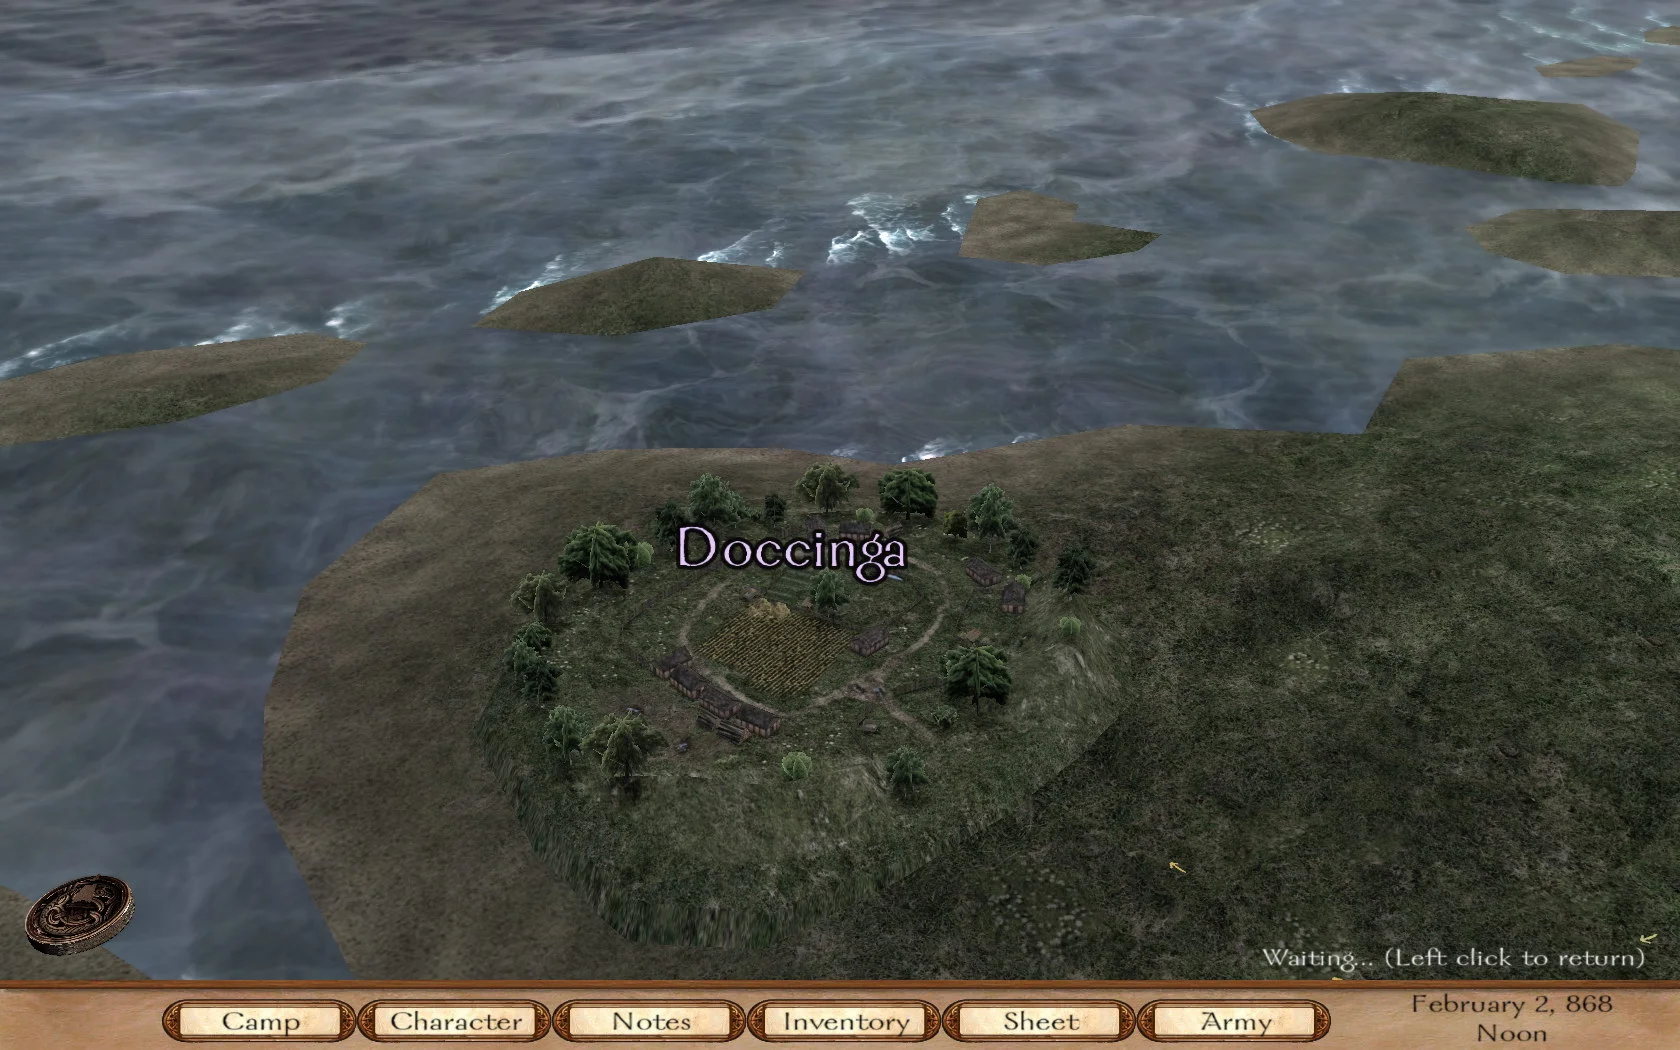 Doccinga
Waiting... (Left click to return)
Camp
Character
Notes
Inventory
Sheet
Army
February 2, 868
Noon